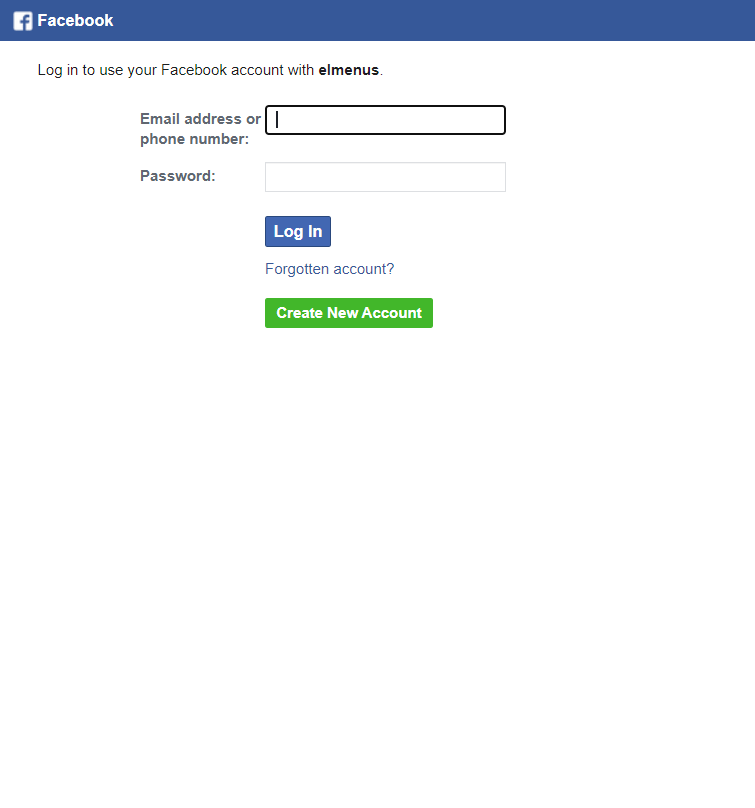 Facebook
Log in to use your Facebook account with elmenus.
Email address or
phone number:
Password:
Log In
Forgotten account?
Create New Account